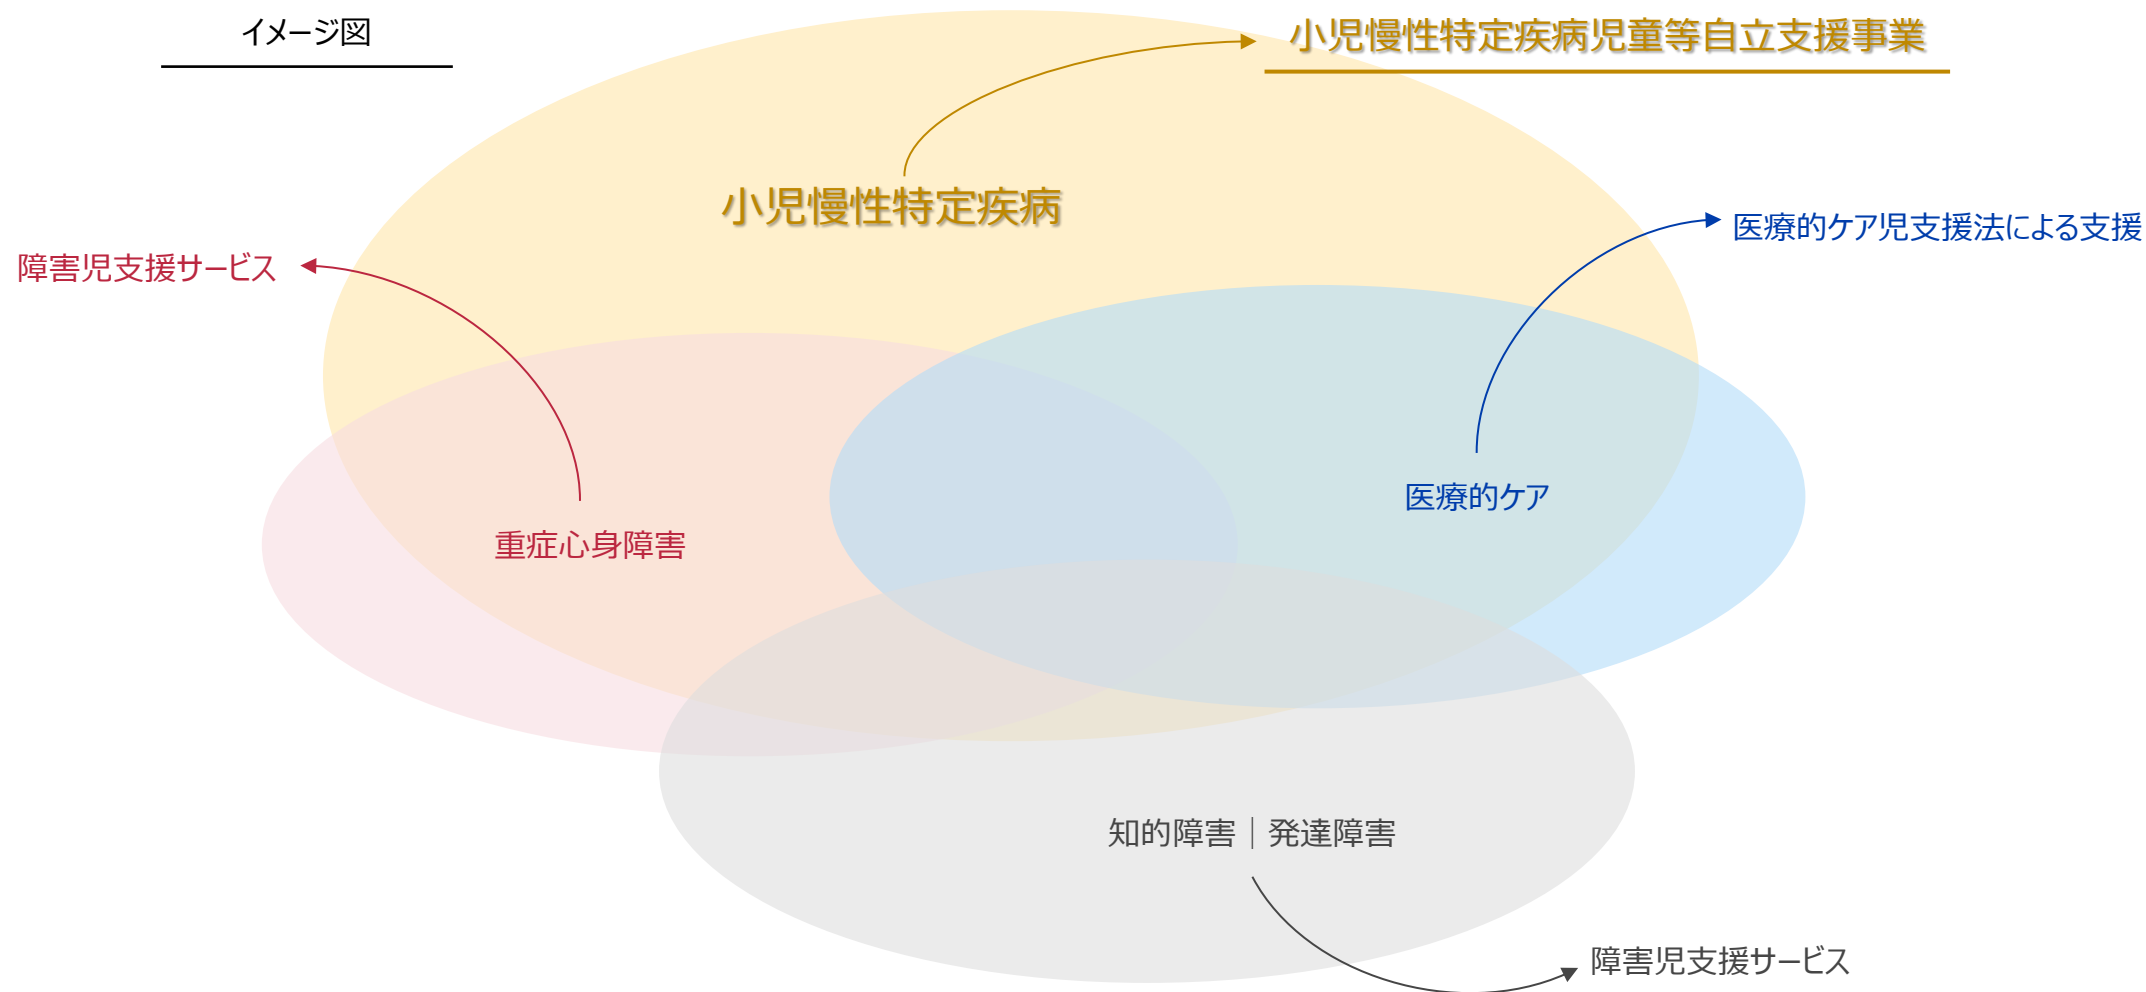 イメージ図
小児慢性特定疾病児童等自立支援事業
小児慢性特定疾病
医療的ケア児支援法による支援
障害児支援サービス
医療的ケア
重症心身障害
知的障害｜発達障害
障害児支援サービス